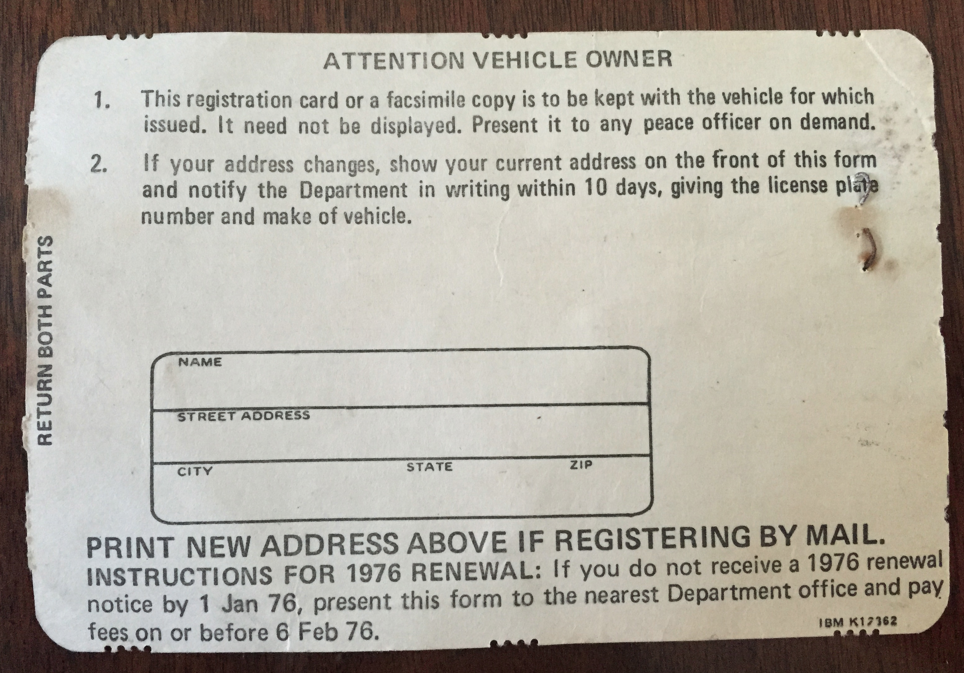 ATTENTION VEHICLE OWNER
1. This registration card or a facsimile copy is to be kept with the vehicle for which
issued. It need not be displayed. Present it to any peace officer on demand.
2. If your address changes, show your current address on the front of this form
and notify the Department in writing within 10 days, giving the license plate
number and make of vehicle.
RETURN BOTH PARTS
NAME
STREET ADDRESS
CITY STATE ZIP
PRINT NEW ADDRESS ABOVE IF REGISTERING BY MAIL.
INSTRUCTIONS FOR 1976 RENEWAL: If you do not receive a 1976 renewal
notice by 1 Jan 76, present this form to the nearest Department office and pay
fees on or before 6 Feb 76.
IBM K17362